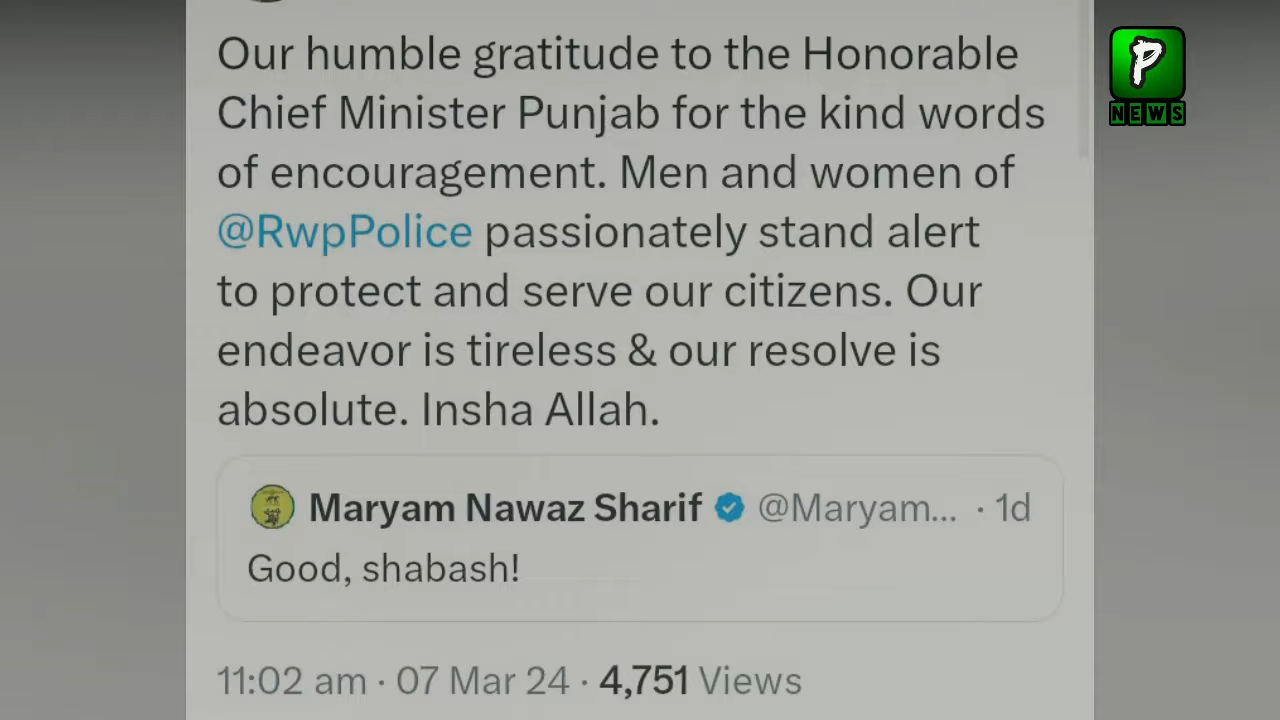 Our humble gratitude to the Honorable
Chief Minister Punjab for the kind words
of encouragement. Men and women of
@RwpPolice passionately stand alert
to protect and serve our citizens. Our
endeavor is tireless & our resolve is
absolute. Insha Allah.
Maryam Nawaz Sharif @Maryam... · 1d
Good, shabash!
11:02 am · 07 Mar 24 · 4,751 Views
P
NEWS